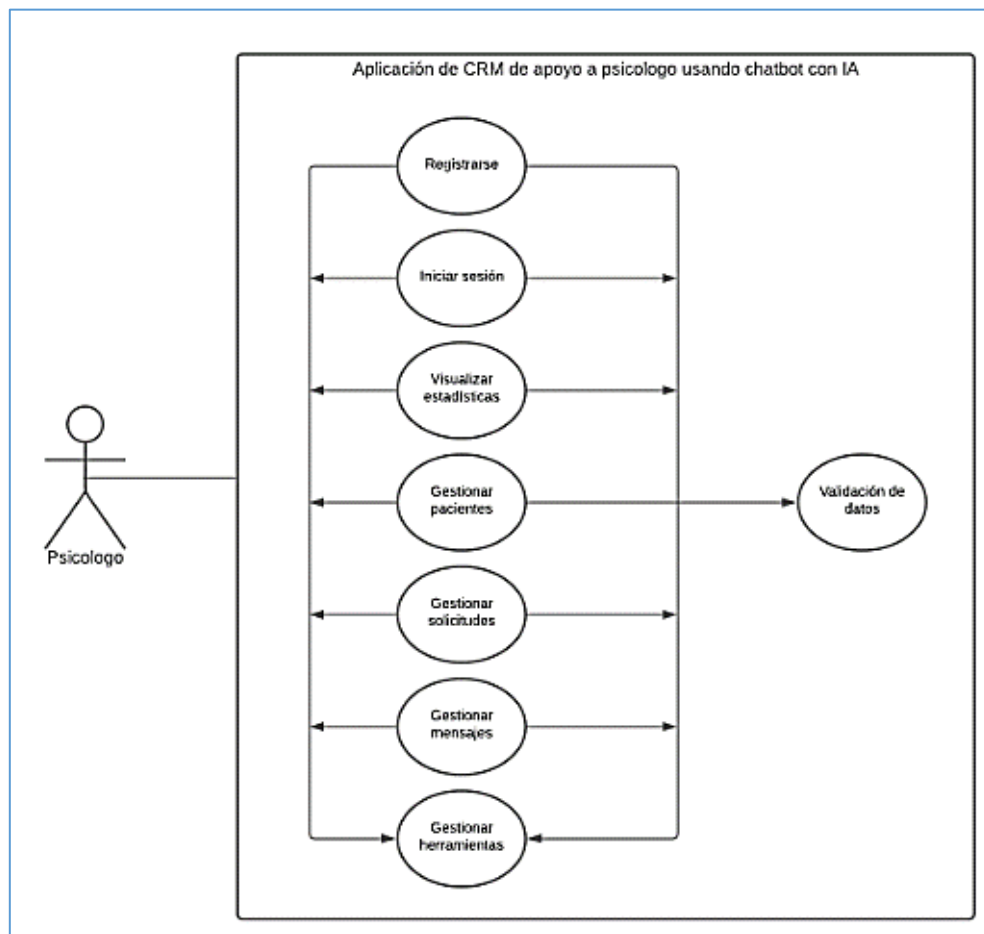 Aplicación de CRM de apoyo a psicologo usando chatbot con IA
Registrarse
Iniciar sesión
Visualizar
estadísticas
Gestionar
pacientes
Validación de
datos
Psicologo
Gestionar
solicitudes
Gestionar
mensajes
Gestionar
herramientas